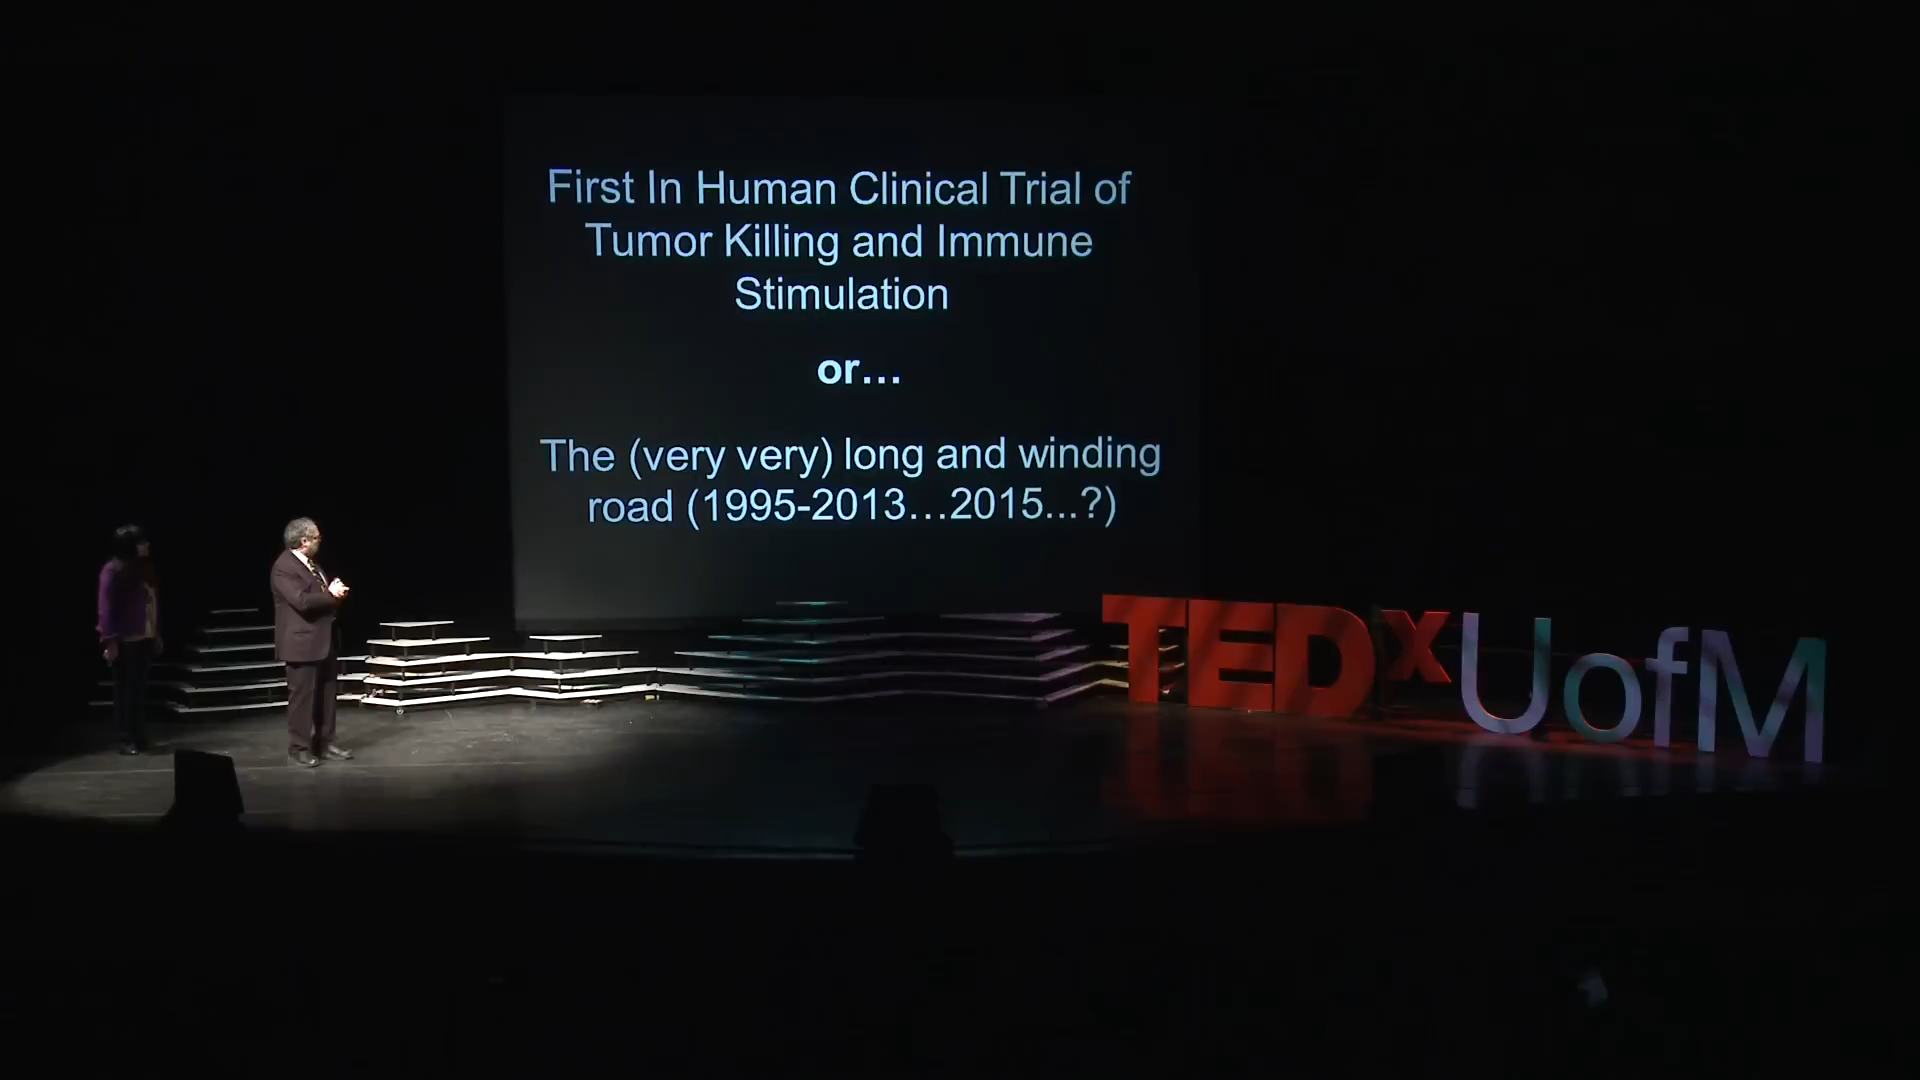 First In Human Clinical Trial of
Tumor Killing and Immune
Stimulation
or...
The (very very) long and winding
road (1995-2013...2015...?)
TEDxUofM